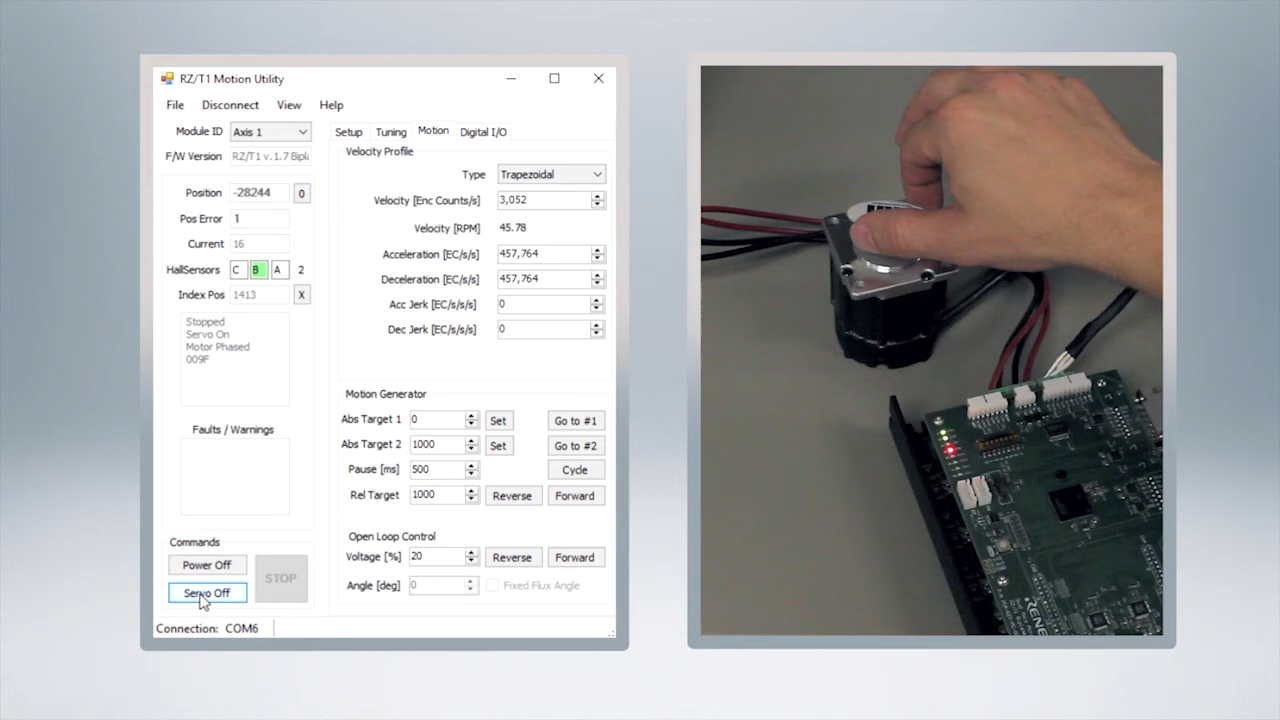 RZ/T1 Motion Utility
File Disconnect View Help
Module ID Axis 1
F/W Version RZ/T1 v.1.7 Bipl
Position -28244 0
Pos Error 1
Current 16
HallSensors C B A 2
Index Pos 1413 X
Stopped
Servo On
Motor Phased
009F
Faults / Warnings
Commands
Power Off
STOP
Servo Off
Connection: COM6
Setup Tuning Motion Digital I/O
Velocity Profile
Type Trapezoidal
Velocity [Enc Counts/s] 3,052
Velocity [RPM] 45.78
Acceleration [EC/s/s] 457,764
Deceleration [EC/s/s] 457,764
Acc Jerk [EC/s/s/s] 0
Dec Jerk [EC/s/s/s] 0
Motion Generator
Abs Target 1 0 Set Go to #1
Abs Target 2 1000 Set Go to #2
Pause [ms] 500 Cycle
Rel Target 1000 Reverse Forward
Open Loop Control
Voltage [%] 20 Reverse Forward
Angle [deg] 0 Fixed Flux Angle
RENE